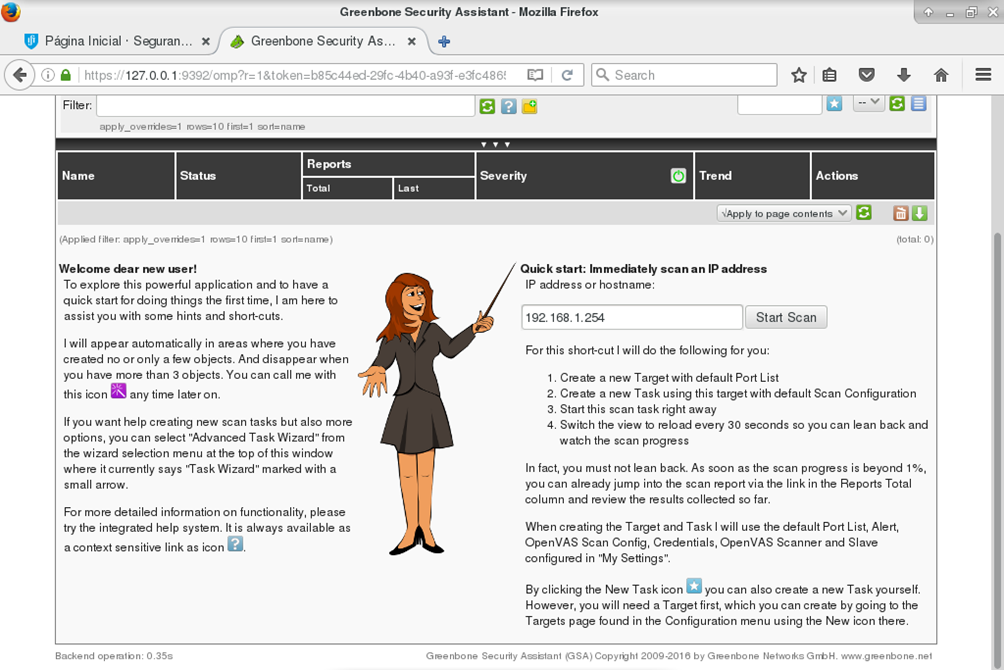 Greenbone Security Assistant - Mozilla Firefox
Página Inicial · Seguran...
Greenbone Security As...
https://127.0.0.1:9392/omp?r=1&token=b85c44ed-29fc-4b40-a93f-e3fc4865
Search
Filter:
--
apply_overrides=1 rows=10 first=1 sort=name
Name
Status
Reports
Total
Last
Severity
Trend
Actions
√Apply to page contents
(Applied filter: apply_overrides=1 rows=10 first=1 sort=name)
(total: 0)
Welcome dear new user!
To explore this powerful application and to have a
quick start for doing things the first time, I am here to
assist you with some hints and short-cuts.
I will appear automatically in areas where you have
created no or only a few objects. And disappear when
you have more than 3 objects. You can call me with
this icon any time later on.
If you want help creating new scan tasks but also more
options, you can select "Advanced Task Wizard" from
the wizard selection menu at the top of this window
where it currently says "Task Wizard" marked with a
small arrow.
For more detailed information on functionality, please
try the integrated help system. It is always available as
a context sensitive link as icon ?.
Quick start: Immediately scan an IP address
IP address or hostname:
192.168.1.254
Start Scan
For this short-cut I will do the following for you:
1. Create a new Target with default Port List
2. Create a new Task using this target with default Scan Configuration
3. Start this scan task right away
4. Switch the view to reload every 30 seconds so you can lean back and
watch the scan progress
In fact, you must not lean back. As soon as the scan progress is beyond 1%,
you can already jump into the scan report via the link in the Reports Total
column and review the results collected so far.
When creating the Target and Task I will use the default Port List, Alert,
OpenVAS Scan Config, Credentials, OpenVAS Scanner and Slave
configured in "My Settings".
By clicking the New Task icon you can also create a new Task yourself.
However, you will need a Target first, which you can create by going to the
Targets page found in the Configuration menu using the New icon there.
Backend operation: 0.35s
Greenbone Security Assistant (GSA) Copyright 2009-2016 by Greenbone Networks GmbH. www.greenbone.net